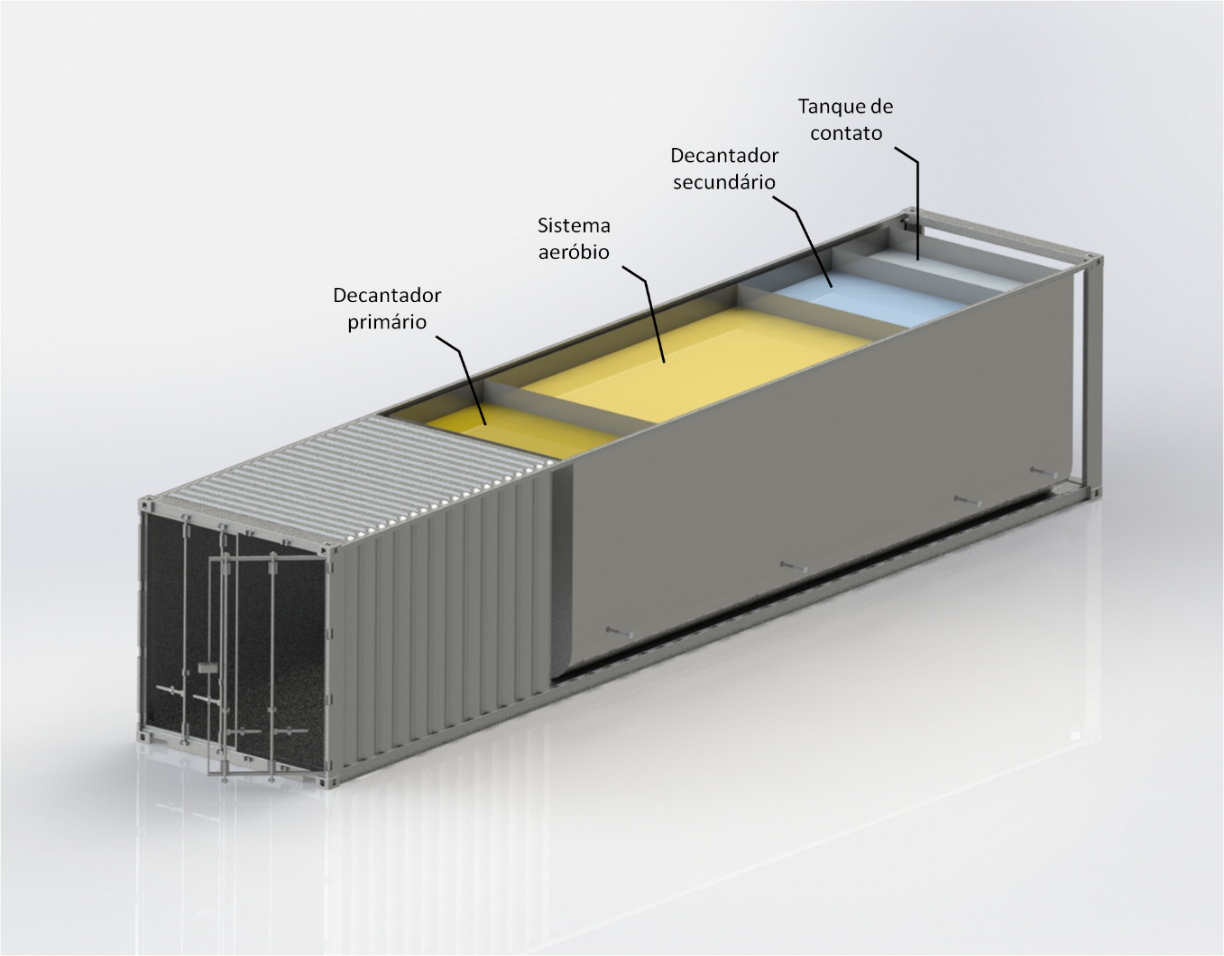 Tanque de
contato
Decantador
secundário
Sistema
aeróbio
Decantador
primário